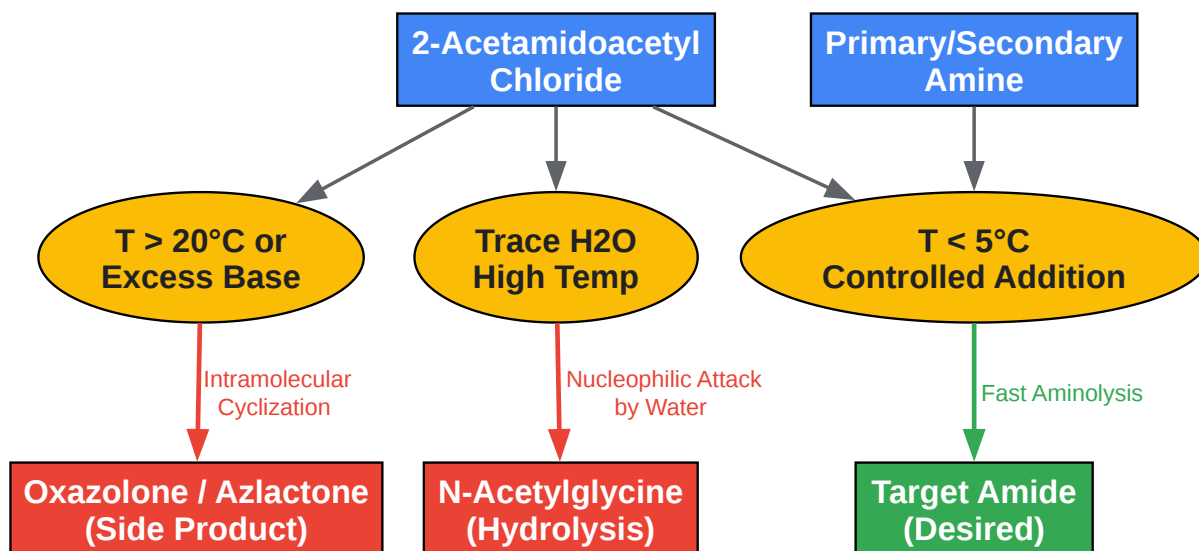 2-Acetamidoacetyl
Chloride
Primary/Secondary
Amine
T > 20°C or
Excess Base
Trace H2O
High Temp
T < 5°C
Controlled Addition
Intramolecular
Cyclization
Nucleophilic Attack
by Water
Fast Aminolysis
Oxazolone / Azlactone
(Side Product)
N-Acetylglycine
(Hydrolysis)
Target Amide
(Desired)